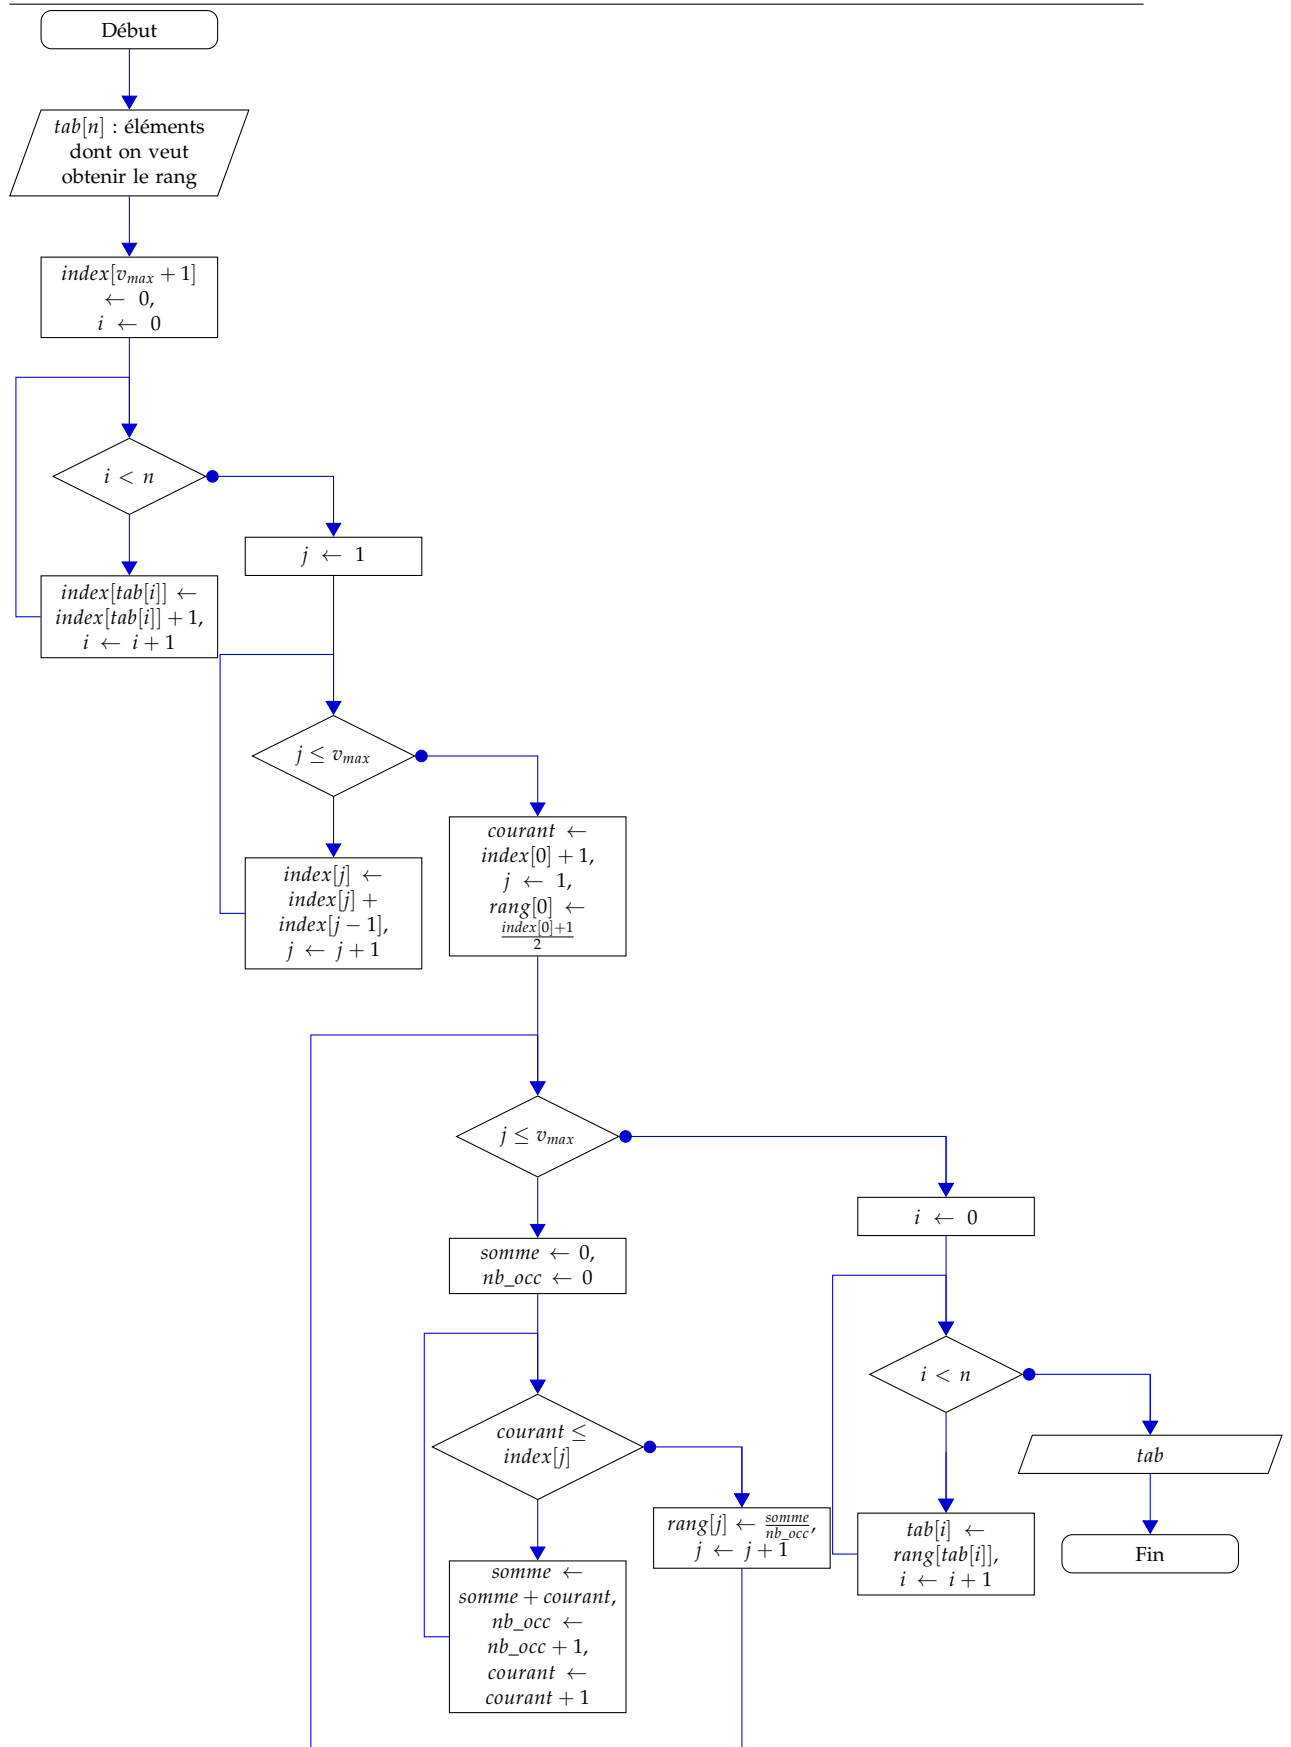 Début
tab[n] : éléments
dont on veut
obtenir le rang
index[v_max + 1]
← 0,
i ← 0
i < n
j ← 1
index[tab[i]] ←
index[tab[i]] + 1,
i ← i + 1
j ≤ v_max
courant ←
index[0] + 1,
j ← 1,
rang[0] ←
index[0]+1
2
index[j] ←
index[j] +
index[j − 1],
j ← j + 1
j ≤ v_max
i ← 0
somme ← 0,
nb_occ ← 0
i < n
courant ≤
index[j]
tab
rang[j] ← somme/nb_occ,
j ← j + 1
tab[i] ←
rang[tab[i]],
i ← i + 1
Fin
somme ←
somme + courant,
nb_occ ←
nb_occ + 1,
courant ←
courant + 1